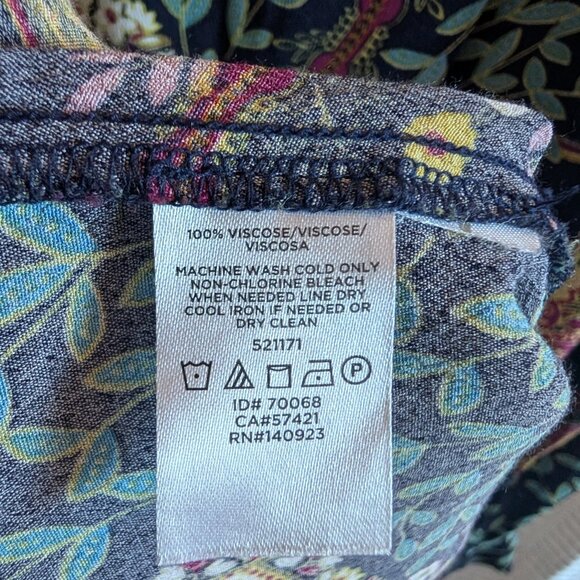 100% VISCOSE/VISCOSE/
VISCOSA
MACHINE WASH COLD ONLY
NON-CHLORINE BLEACH
WHEN NEEDED LINE DRY
COOL IRON IF NEEDED OR
DRY CLEAN
521171
P
ID# 70068
CA#57421
RN#140923